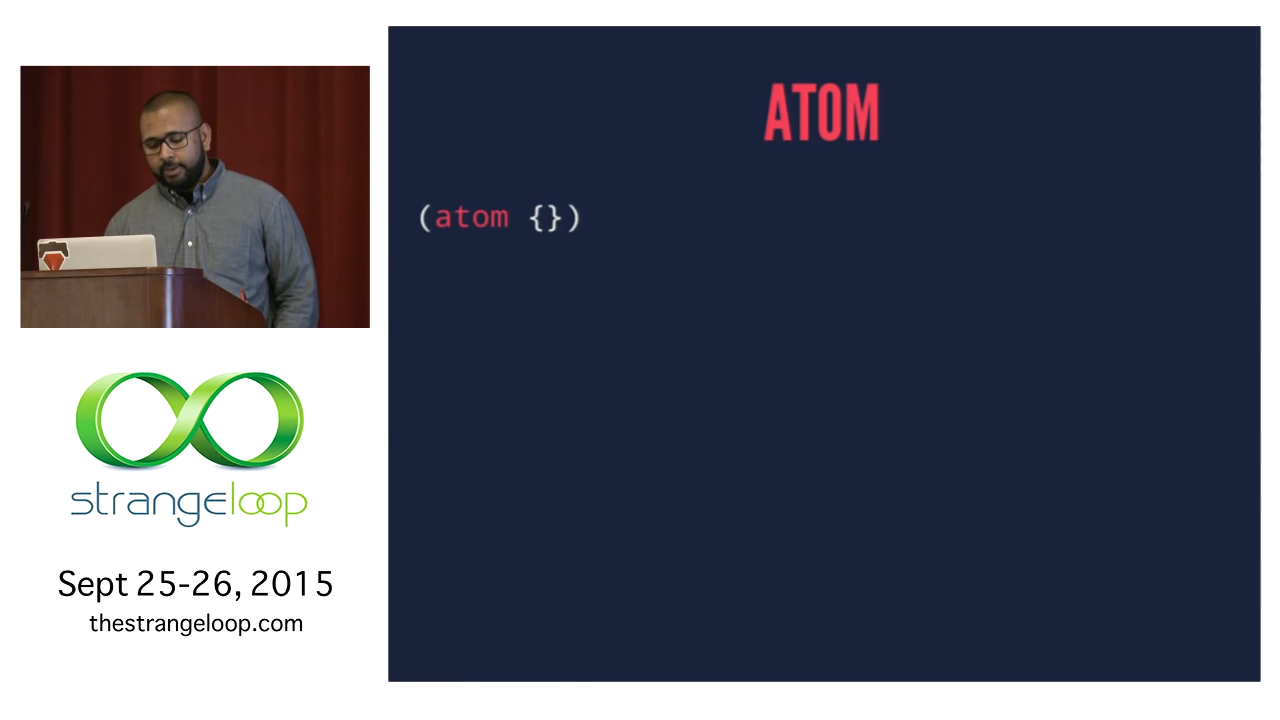 ATOM
(atom {})
strangeloop
Sept 25-26, 2015
thestrangeloop.com